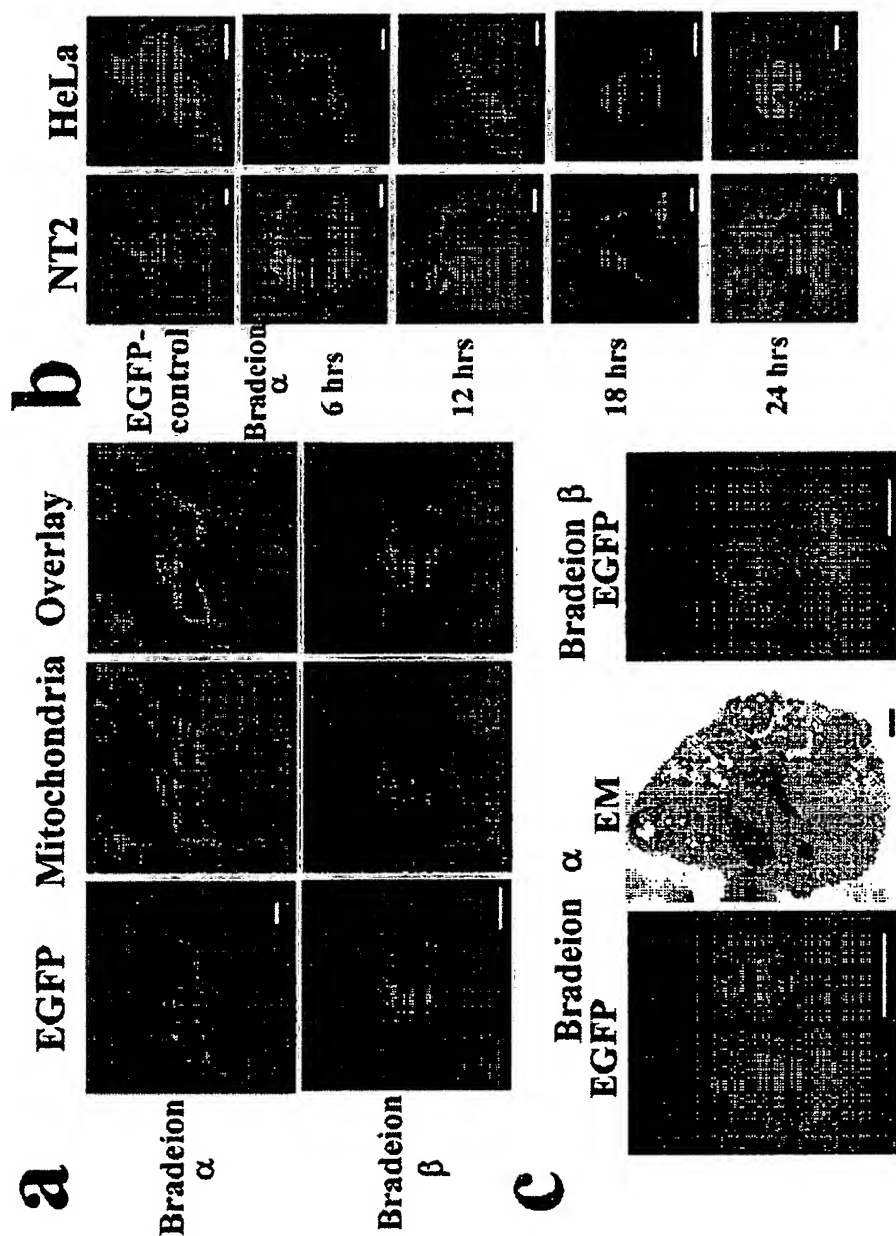 a
EGFP Mitochondria Overlay
Bradeion
α
Bradeion
β
b
NT2 HeLa
EGFP-
control
Bradeion
α
6 hrs
12 hrs
18 hrs
24 hrs
c
Bradeion α
EGFP EM
Bradeion β
EGFP